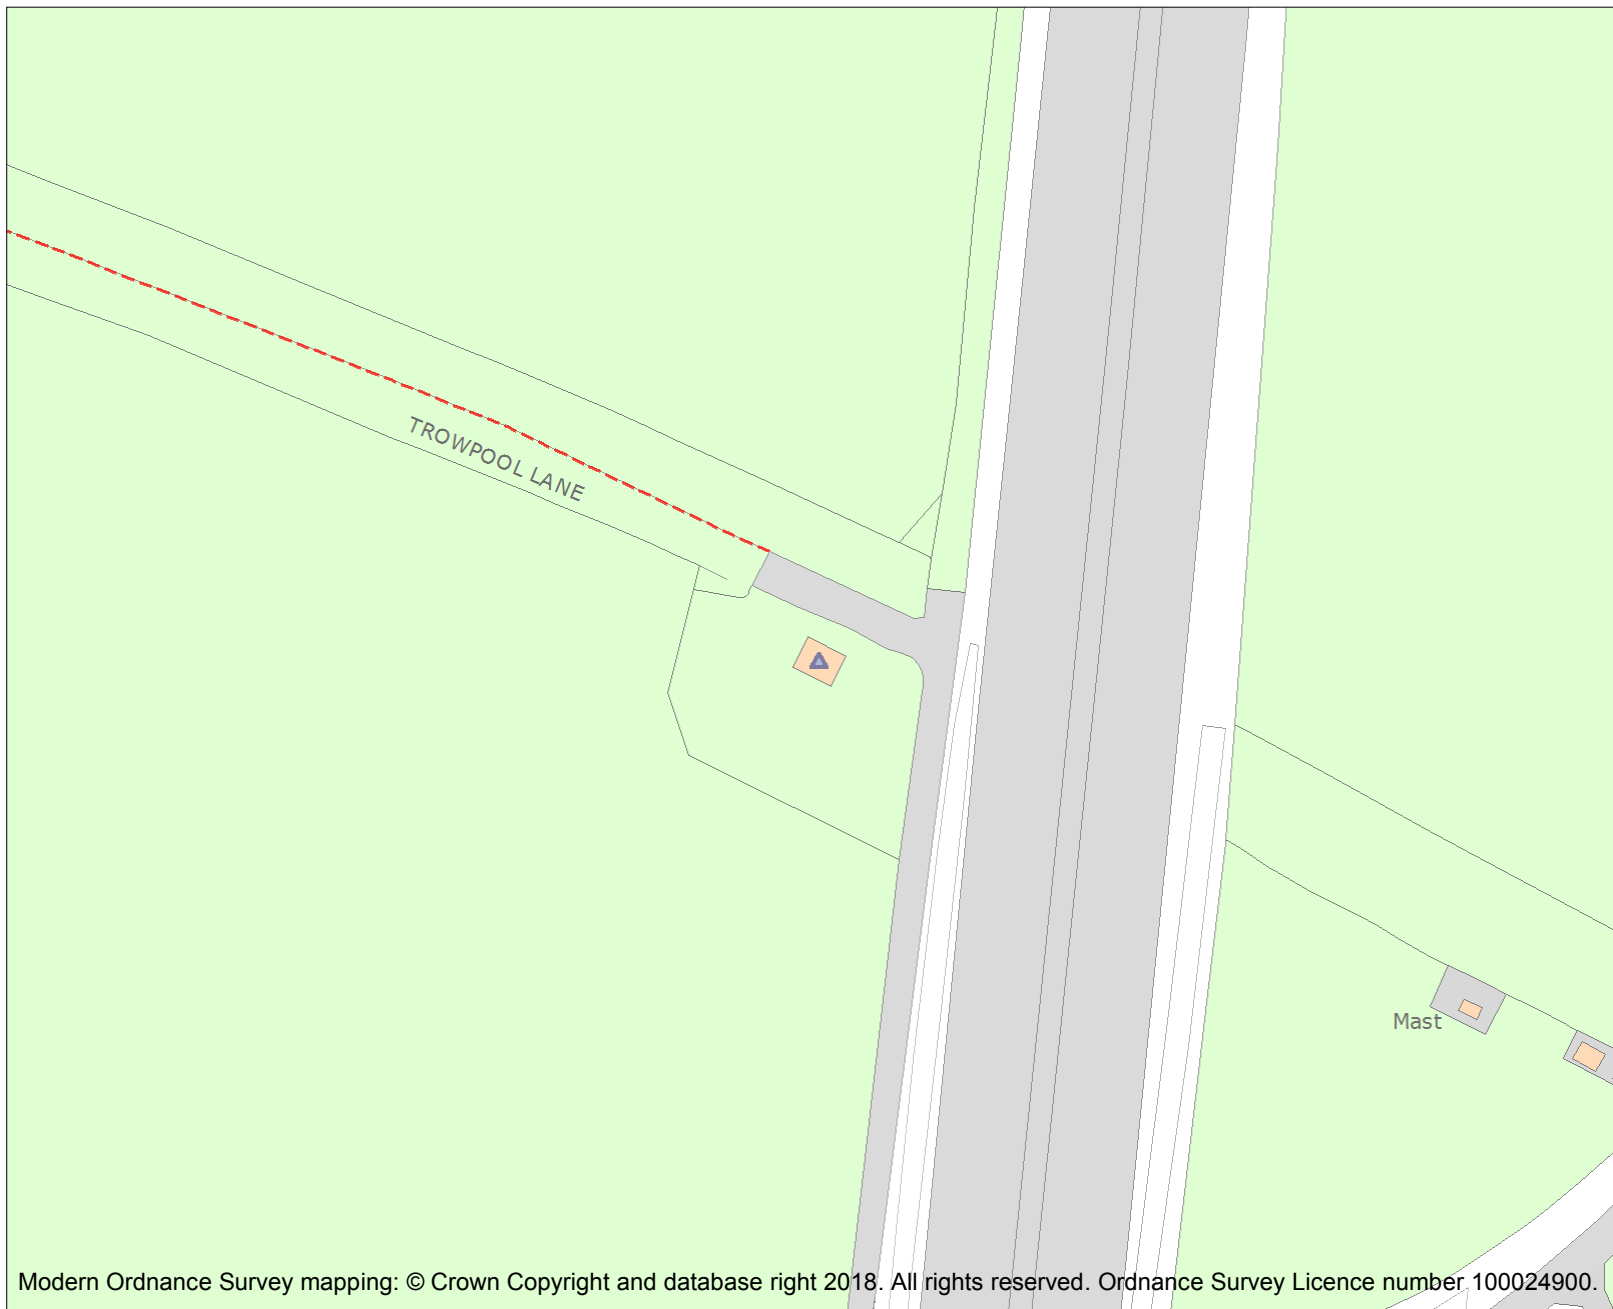 TROWPOOL LANE
Mast
Modern Ordnance Survey mapping: © Crown Copyright and database right 2018. All rights reserved. Ordnance Survey Licence number 100024900.